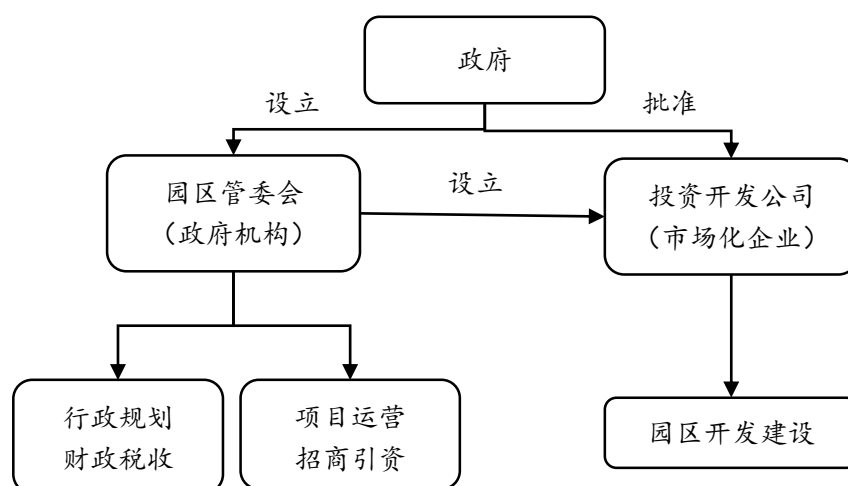 政府
设立
批准
园区管委会
（政府机构）
设立
投资开发公司
（市场化企业）
行政规划
财政税收
项目运营
招商引资
园区开发建设